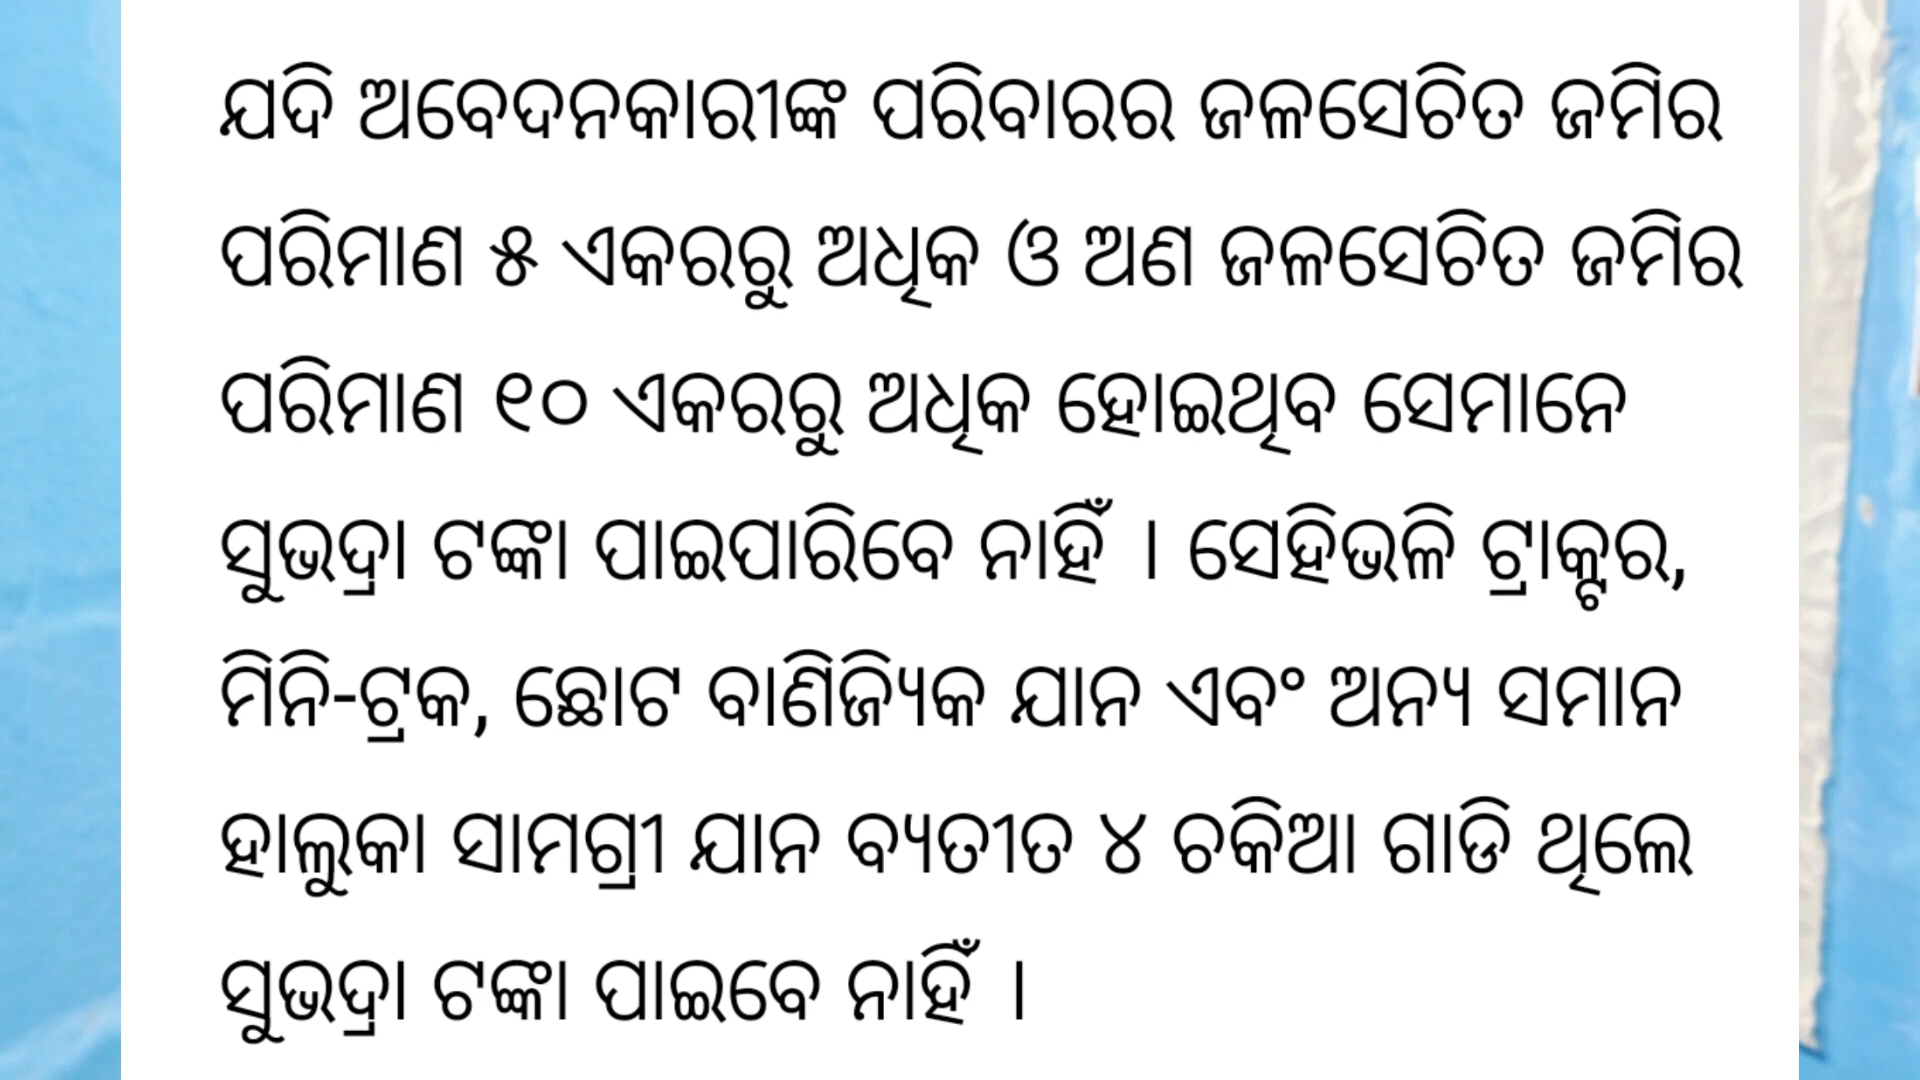 ଯଦି ଅବେଦନକାରୀଙ୍କ ପରିବାରର ଜଳସେଚିତ ଜମିର
ପରିମାଣ ୫ ଏକରରୁ ଅଧିକ ଓ ଅଣ ଜଳସେଚିତ ଜମିର
ପରିମାଣ ୧୦ ଏକରରୁ ଅଧିକ ହୋଇଥିବ ସେମାନେ
ସୁଭଦ୍ରା ଟଙ୍କା ପାଇପାରିବେ ନାହିଁ । ସେହିଭଳି ଟ୍ରାକ୍ଟର,
ମିନି-ଟ୍ରକ, ଛୋଟ ବାଣିଜ୍ୟିକ ଯାନ ଏବଂ ଅନ୍ୟ ସମାନ
ହାଲୁକା ସାମଗ୍ରୀ ଯାନ ବ୍ୟତୀତ ୪ ଚକିଆ ଗାଡି ଥିଲେ
ସୁଭଦ୍ରା ଟଙ୍କା ପାଇବେ ନାହିଁ ।